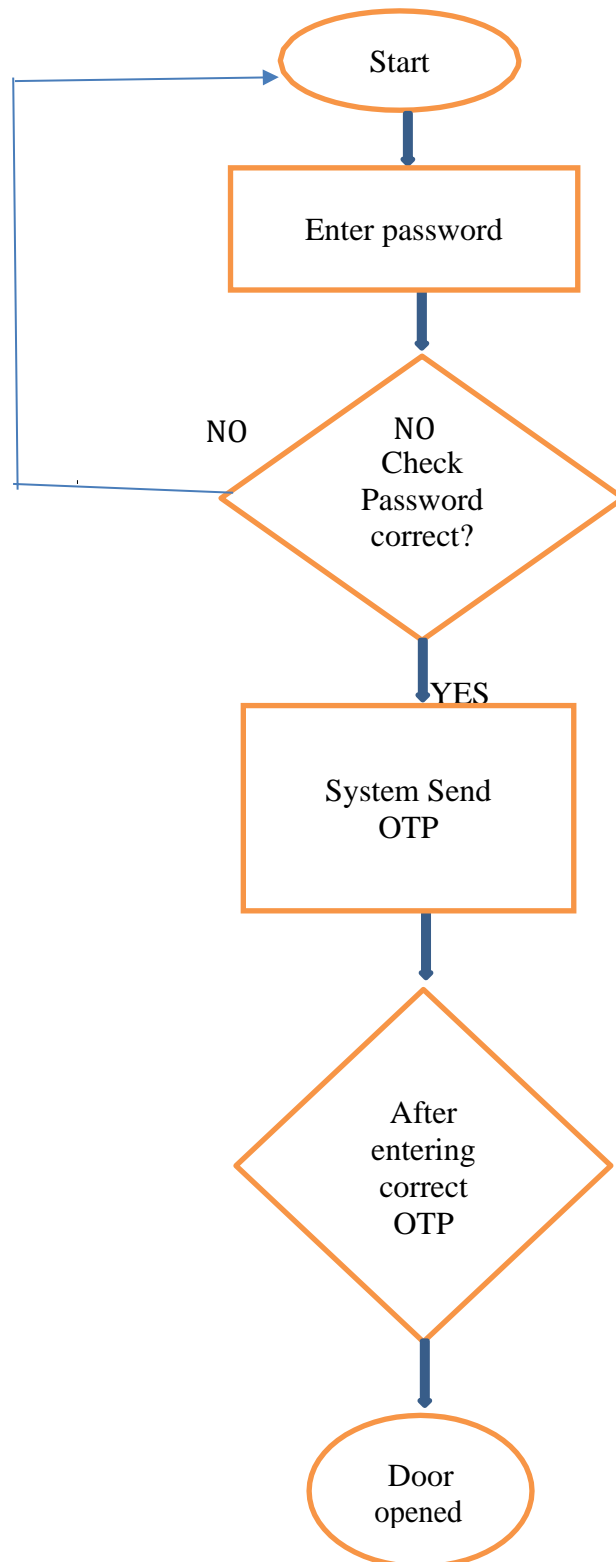 Start
Enter password
NO
NO
Check
Password
correct?
YES
System Send
OTP
After
entering
correct
OTP
Door
opened